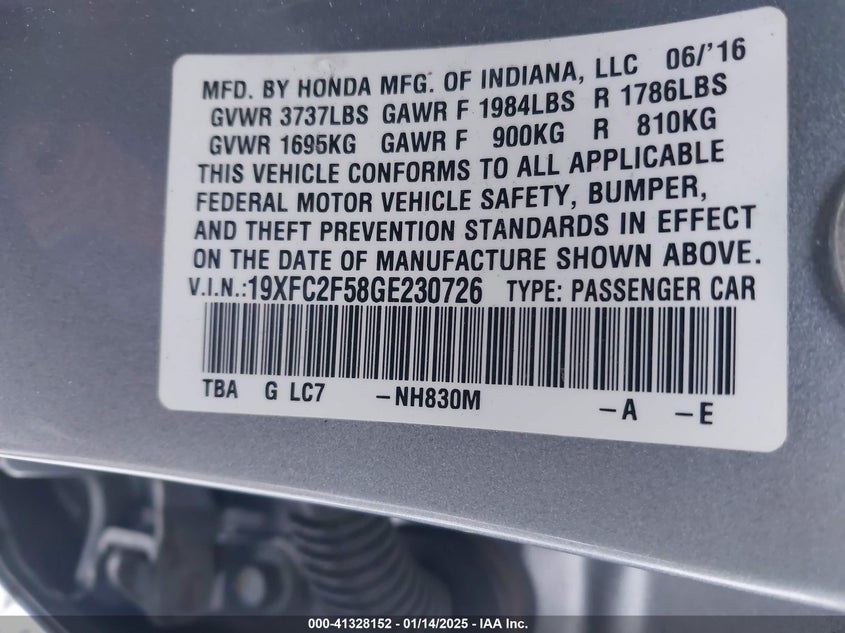 MFD. BY HONDA MFG. OF INDIANA, LLC 06/'16
GVWR 3737LBS GAWR F 1984LBS R 1786LBS
GVWR 1695KG GAWR F 900KG R 810KG
THIS VEHICLE CONFORMS TO ALL APPLICABLE
FEDERAL MOTOR VEHICLE SAFETY, BUMPER,
AND THEFT PREVENTION STANDARDS IN EFFECT
ON THE DATE OF MANUFACTURE SHOWN ABOVE.
V.I.N.:19XFC2F58GE230726 TYPE: PASSENGER CAR
TBA G LC7 -NH830M -A -E
000-41328152 — 01/14/2025 — IAA Inc.